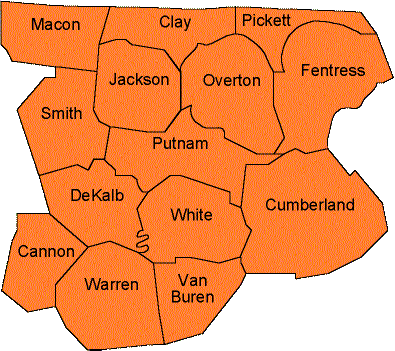 Macon
Clay
Pickett
Jackson
Overton
Fentress
Smith
Putnam
DeKalb
White
Cumberland
Cannon
Warren
Van
Buren